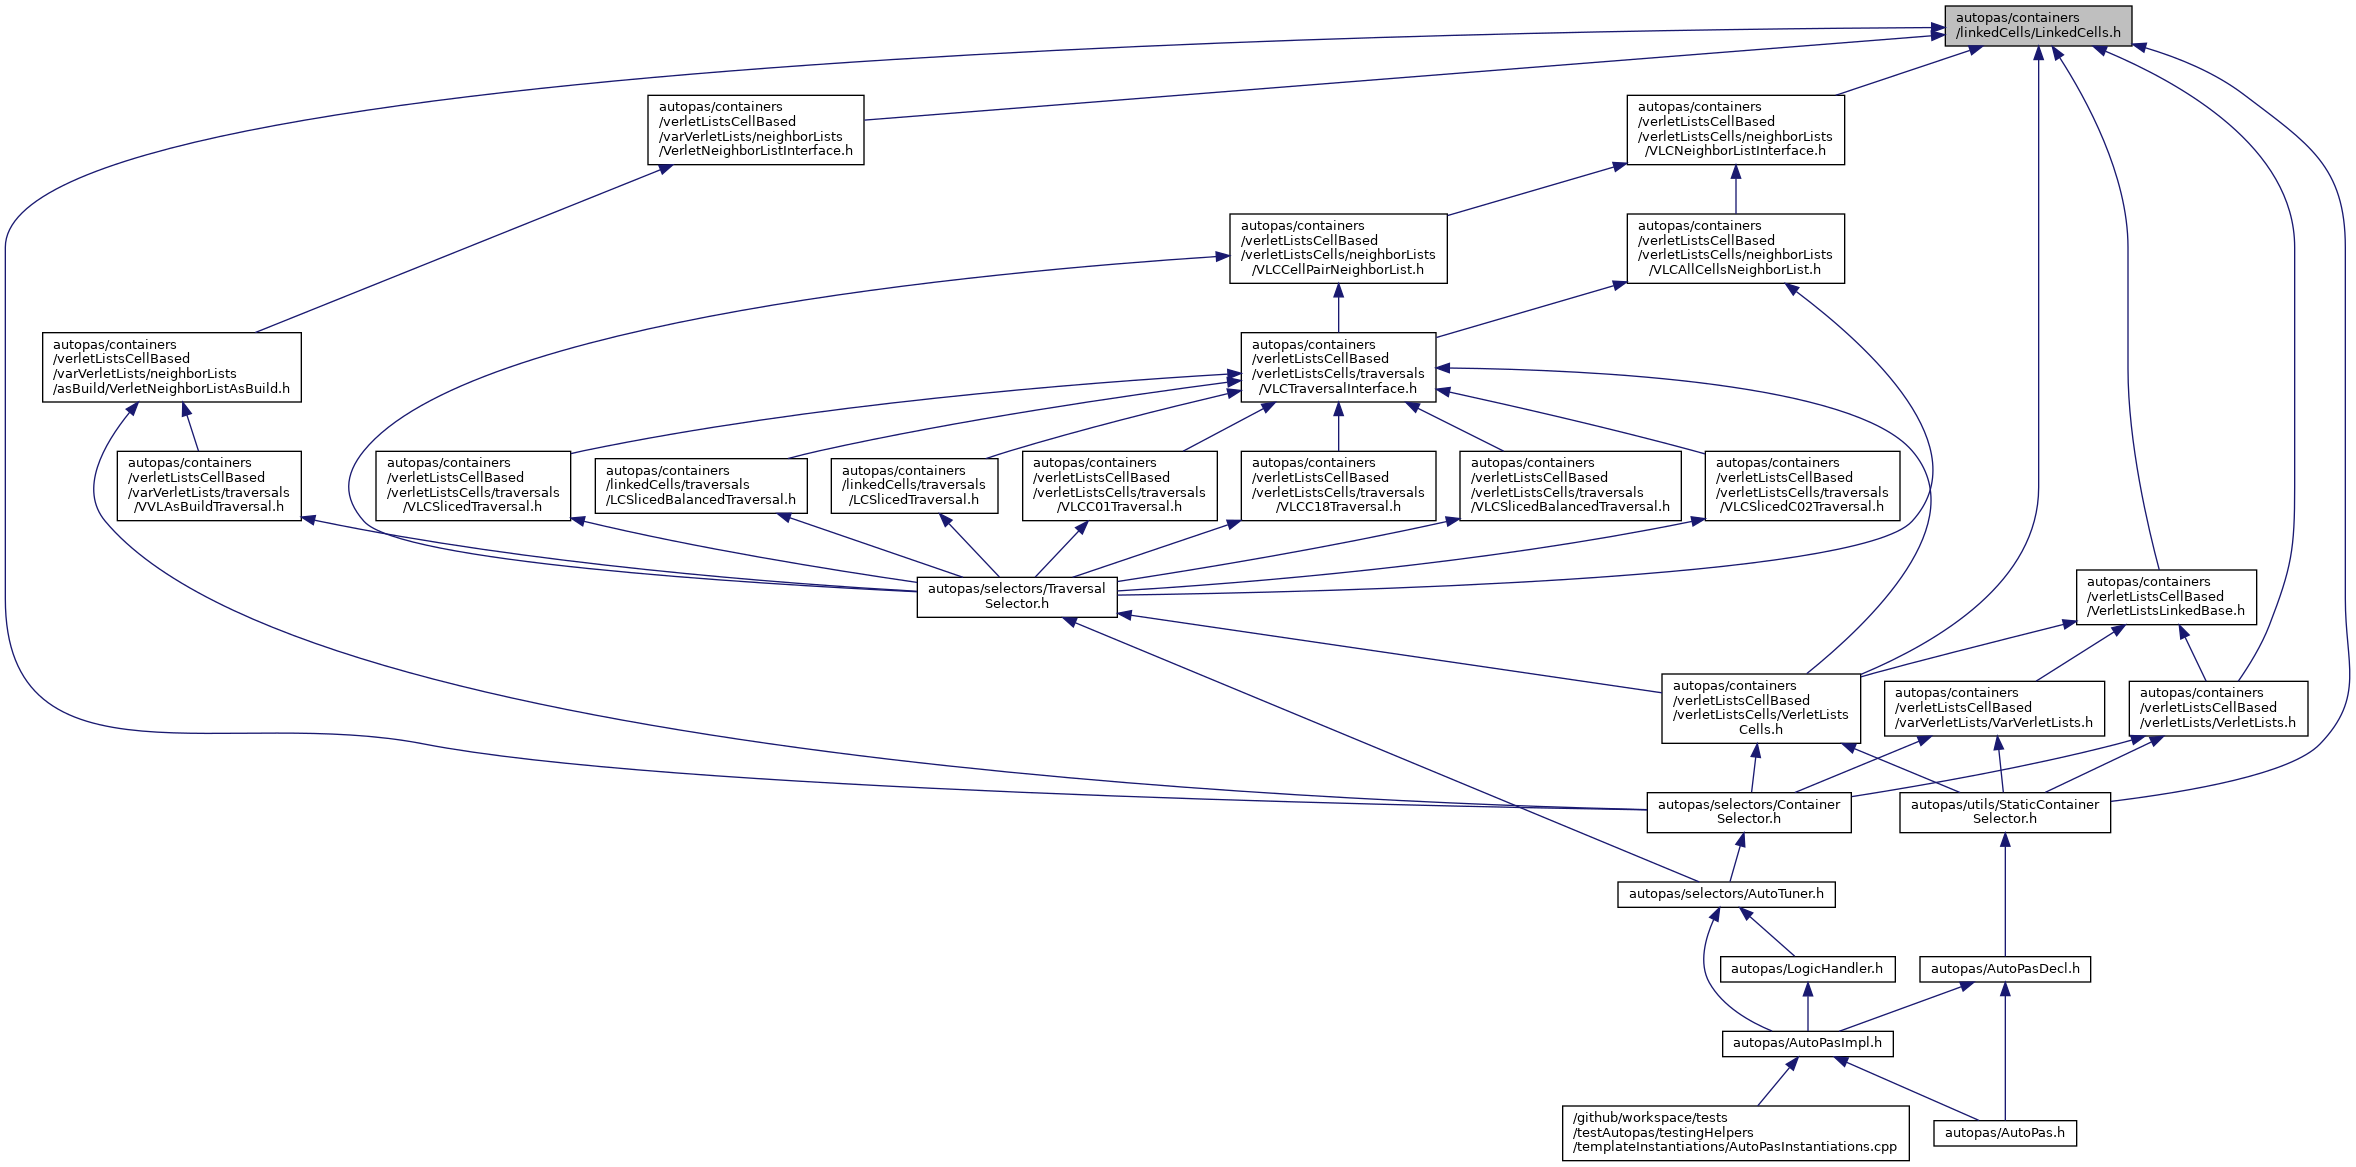 autopas/containers
/linkedCells/LinkedCells.h
autopas/containers
/verletListsCellBased
/varVerletLists/neighborLists
/VerletNeighborListInterface.h
autopas/containers
/verletListsCellBased
/verletListsCells/neighborLists
/VLCNeighborListInterface.h
autopas/containers
/verletListsCellBased
/verletListsCells/neighborLists
/VLCCellPairNeighborList.h
autopas/containers
/verletListsCellBased
/verletListsCells/neighborLists
/VLCAllCellsNeighborList.h
autopas/containers
/verletListsCellBased
/varVerletLists/neighborLists
/asBuild/VerletNeighborListAsBuild.h
autopas/containers
/verletListsCellBased
/verletListsCells/traversals
/VLCTraversalInterface.h
autopas/containers
/verletListsCellBased
/varVerletLists/traversals
/VVLAsBuildTraversal.h
autopas/containers
/verletListsCellBased
/verletListsCells/traversals
/VLCSlicedTraversal.h
autopas/containers
/linkedCells/traversals
/LCSlicedBalancedTraversal.h
autopas/containers
/linkedCells/traversals
/LCSlicedTraversal.h
autopas/containers
/verletListsCellBased
/verletListsCells/traversals
/VLCC01Traversal.h
autopas/containers
/verletListsCellBased
/verletListsCells/traversals
/VLCC18Traversal.h
autopas/containers
/verletListsCellBased
/verletListsCells/traversals
/VLCSlicedBalancedTraversal.h
autopas/containers
/verletListsCellBased
/verletListsCells/traversals
/VLCSlicedC02Traversal.h
autopas/selectors/Traversal
Selector.h
autopas/containers
/verletListsCellBased
/VerletListsLinkedBase.h
autopas/containers
/verletListsCellBased
/verletListsCells/VerletLists
Cells.h
autopas/containers
/verletListsCellBased
/varVerletLists/VarVerletLists.h
autopas/containers
/verletListsCellBased
/verletLists/VerletLists.h
autopas/selectors/Container
Selector.h
autopas/utils/StaticContainer
Selector.h
autopas/selectors/AutoTuner.h
autopas/LogicHandler.h
autopas/AutoPasDecl.h
autopas/AutoPasImpl.h
/github/workspace/tests
/testAutopas/testingHelpers
/templateInstantiations/AutoPasInstantiations.cpp
autopas/AutoPas.h